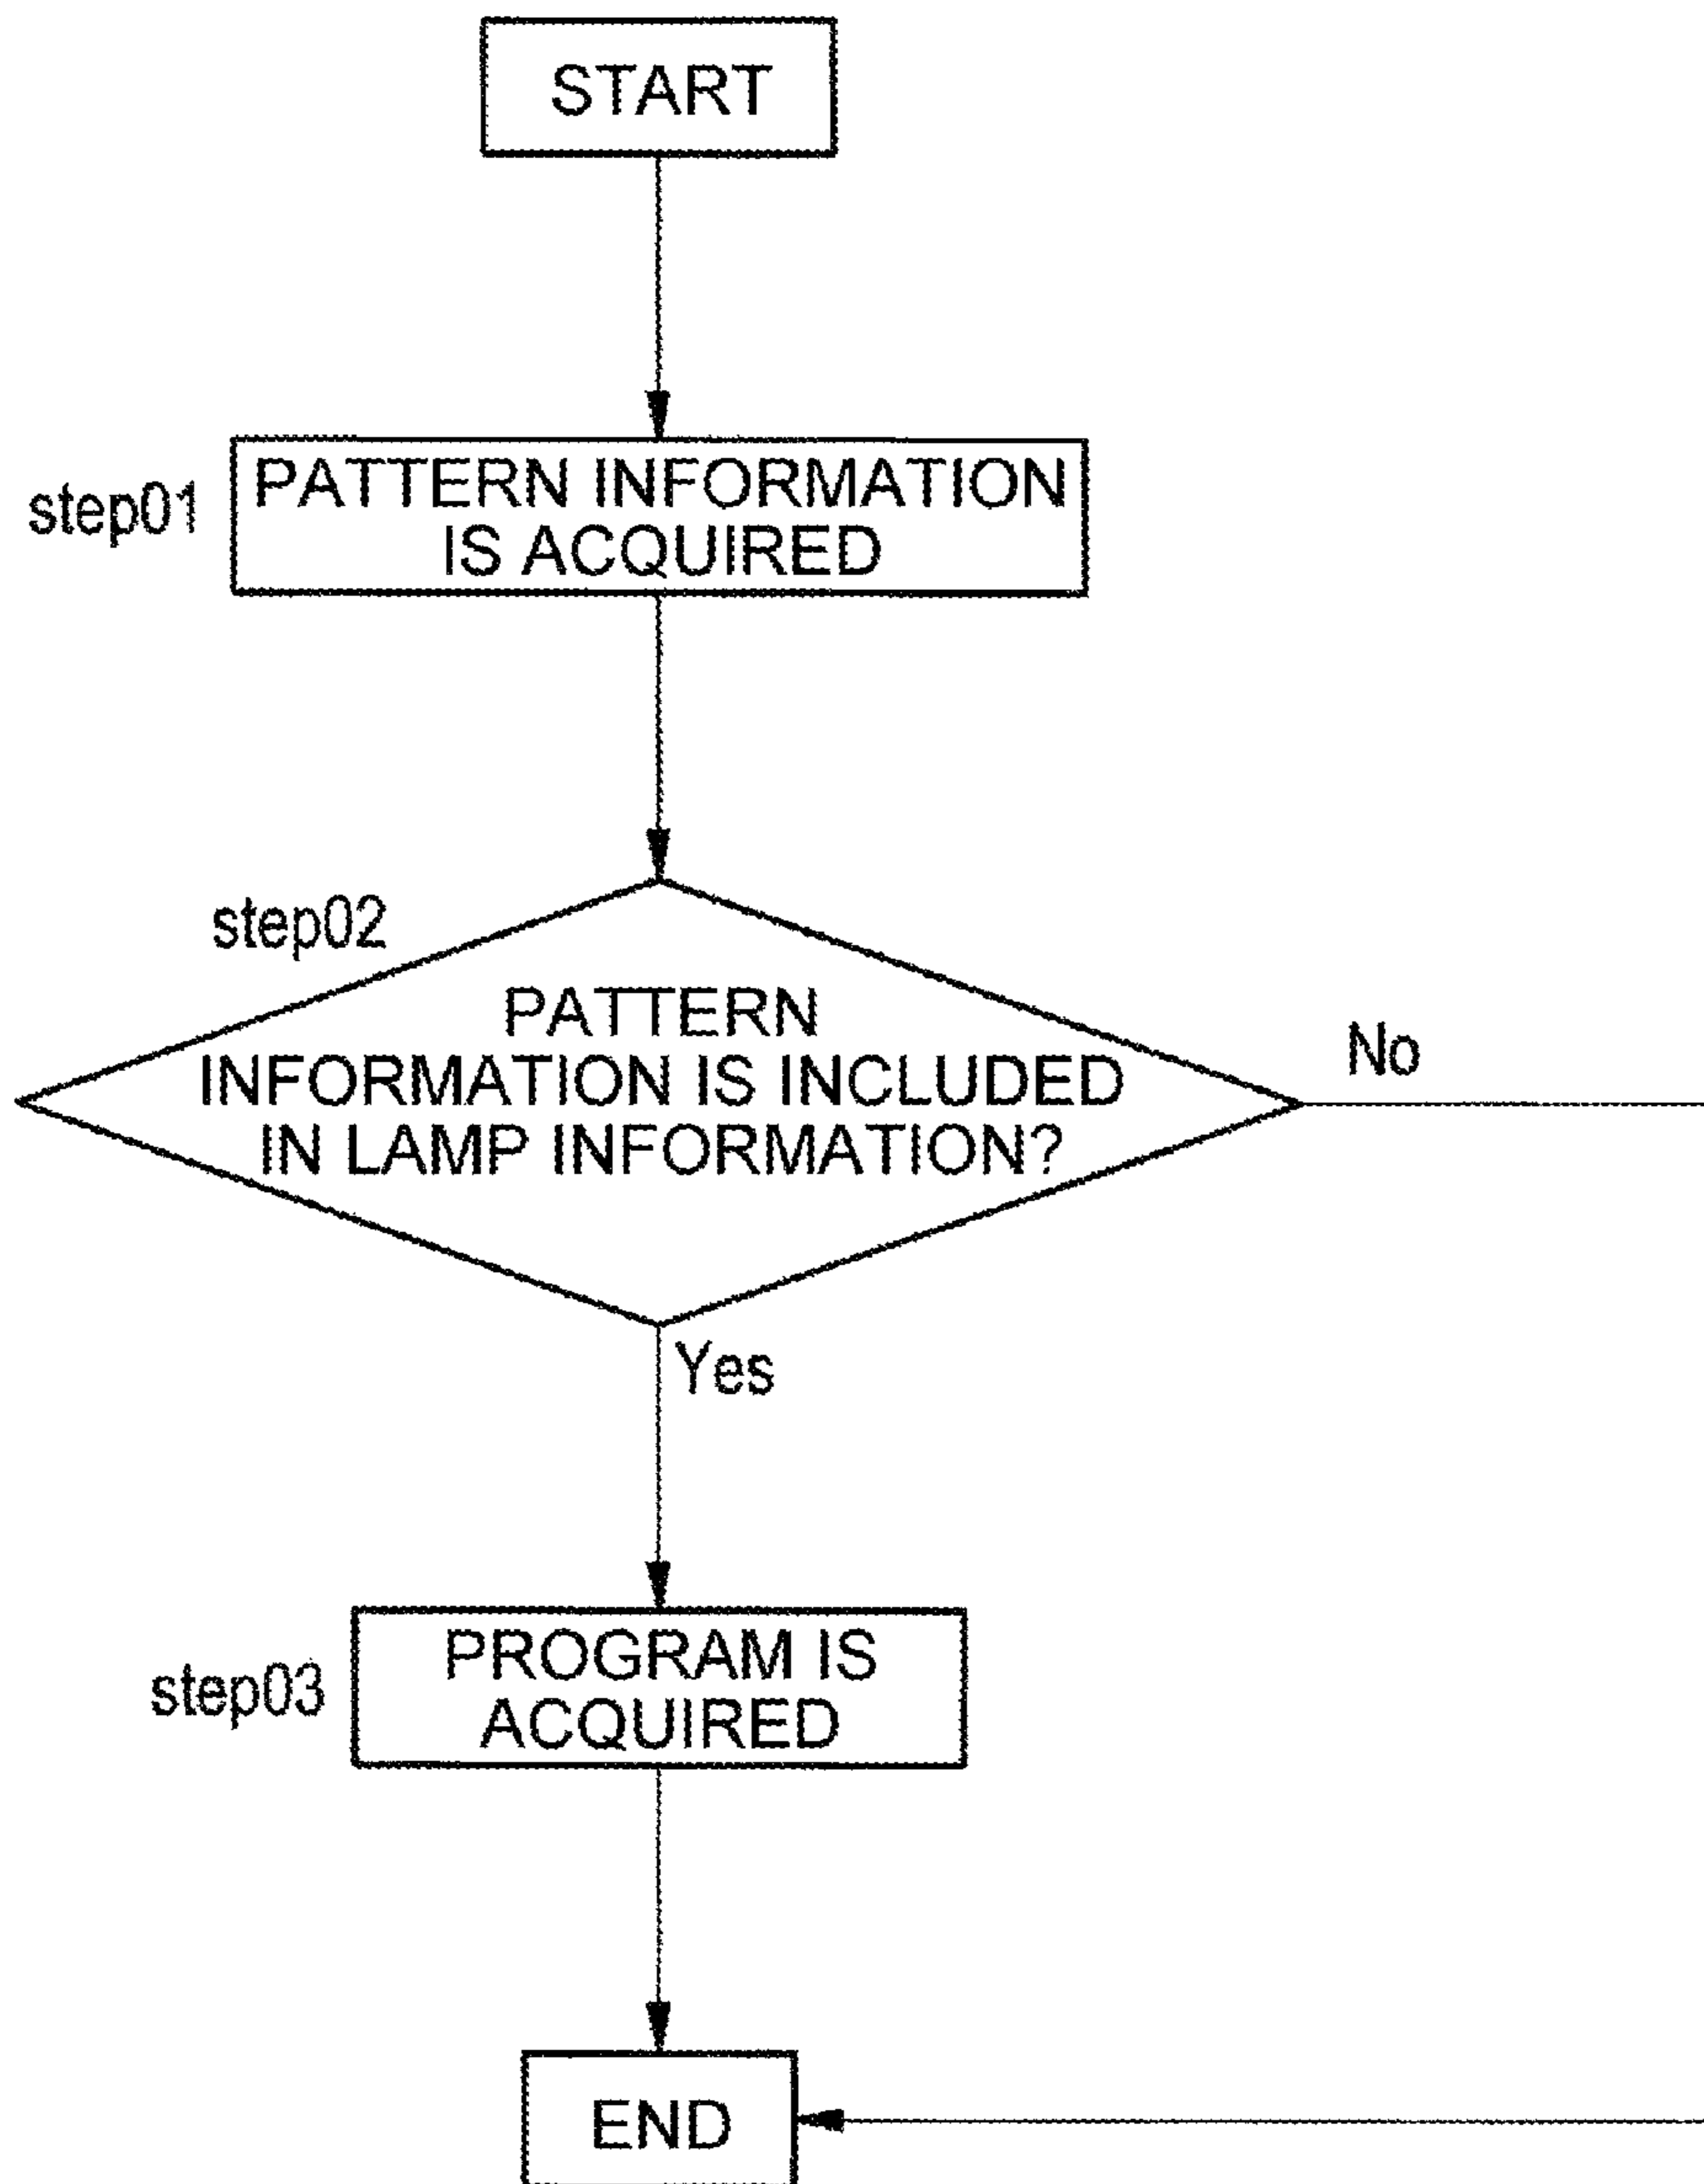 START
step01
PATTERN INFORMATION
IS ACQUIRED
step02
PATTERN
INFORMATION IS INCLUDED
IN LAMP INFORMATION?
No
Yes
step03
PROGRAM IS
ACQUIRED
END